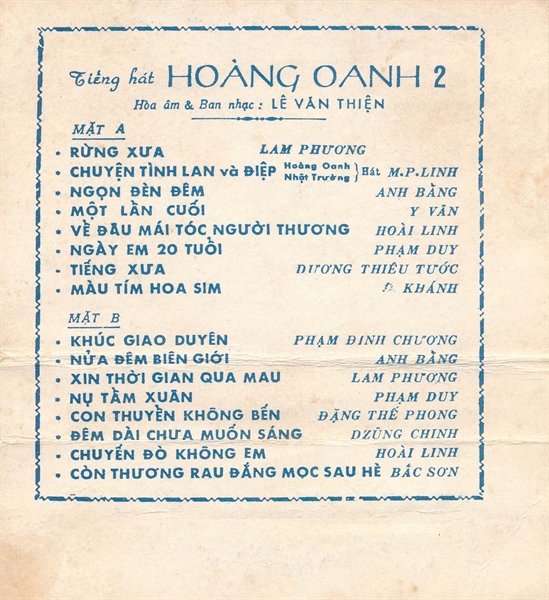 Tiếng hát HOÀNG OANH 2
Hòa âm & Ban nhạc : LÊ VĂN THIỆN
MẶT A
• RỪNG XƯA LAM PHƯƠNG
• CHUYỆN TÌNH LAN và ĐIỆP Hoàng Oanh Nhật Trường } Hát M.P.LINH
• NGỌN ĐÈN ĐÊM ANH BẰNG
• MỘT LẦN CUỐI Y VÂN
• VỀ ĐÂU MÁI TÓC NGƯỜI THƯƠNG HOÀI LINH
• NGÀY EM 20 TUỔI PHẠM DUY
• TIẾNG XƯA DƯƠNG THIỆU TƯỚC
• MÀU TÍM HOA SIM KHÁNH
MẶT B
• KHÚC GIAO DUYÊN PHẠM ĐÌNH CHƯƠNG
• NỬA ĐÊM BIÊN GIỚI ANH BẰNG
• XIN THỜI GIAN QUA MAU LAM PHƯƠNG
• NỤ TẦM XUÂN PHẠM DUY
• CON THUYỀN KHÔNG BẾN ĐẶNG THẾ PHONG
• ĐÊM DÀI CHƯA MUỐN SÁNG DZŨNG CHINH
• CHUYẾN ĐÒ KHÔNG EM HOÀI LINH
• CÒN THƯƠNG RAU ĐẮNG MỌC SAU HÈ BẮC SƠN